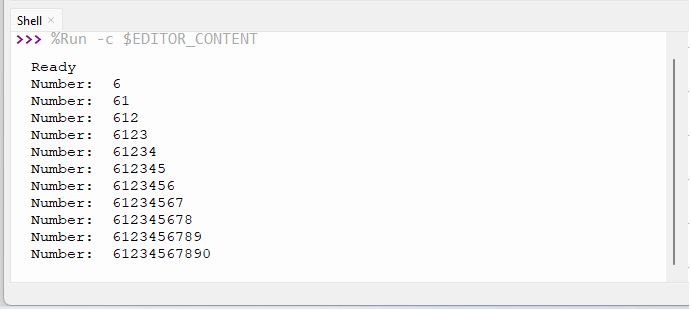 Shell ×
>>> %Run -c $EDITOR_CONTENT
Ready
Number:  6
Number:  61
Number:  612
Number:  6123
Number:  61234
Number:  612345
Number:  6123456
Number:  61234567
Number:  612345678
Number:  6123456789
Number:  61234567890